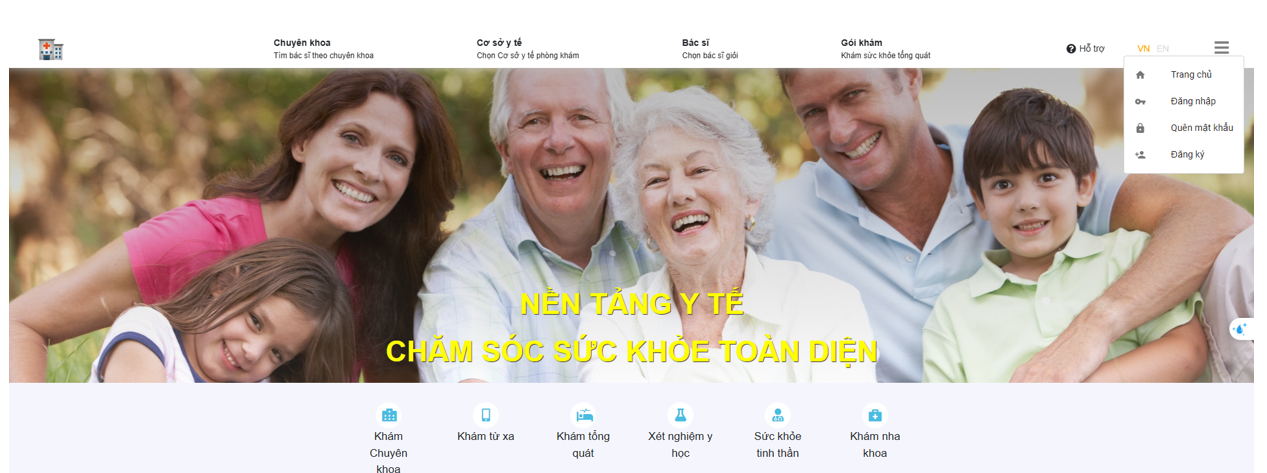 Chuyên khoa
Tìm bác sĩ theo chuyên khoa
Cơ sở y tế
Chọn Cơ sở y tế phòng khám
Bác sĩ
Chọn bác sĩ giỏi
Gói khám
Khám sức khỏe tổng quát
Hỗ trợ
VN EN
Trang chủ
Đăng nhập
Quên mật khẩu
Đăng ký
NỀN TẢNG Y TẾ
CHĂM SÓC SỨC KHỎE TOÀN DIỆN
Khám
Chuyên
khoa
Khám từ xa
Khám tổng
quát
Xét nghiệm y
học
Sức khỏe
tinh thần
Khám nha
khoa